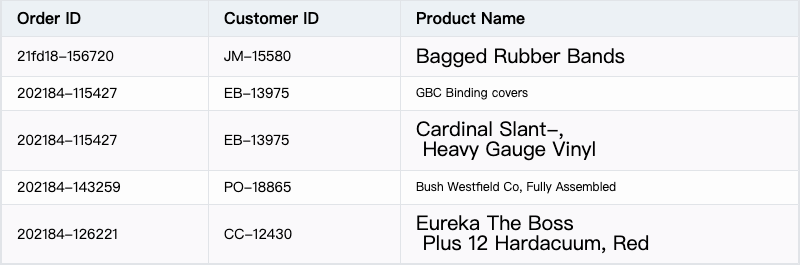 Order ID Customer ID Product Name
21fd18-156720 JM-15580 Bagged Rubber Bands
202184-115427 EB-13975 GBC Binding covers
202184-115427 EB-13975 Cardinal Slant-,
Heavy Gauge Vinyl
202184-143259 PO-18865 Bush Westfield Co, Fully Assembled
202184-126221 CC-12430 Eureka The Boss
Plus 12 Hardacuum, Red